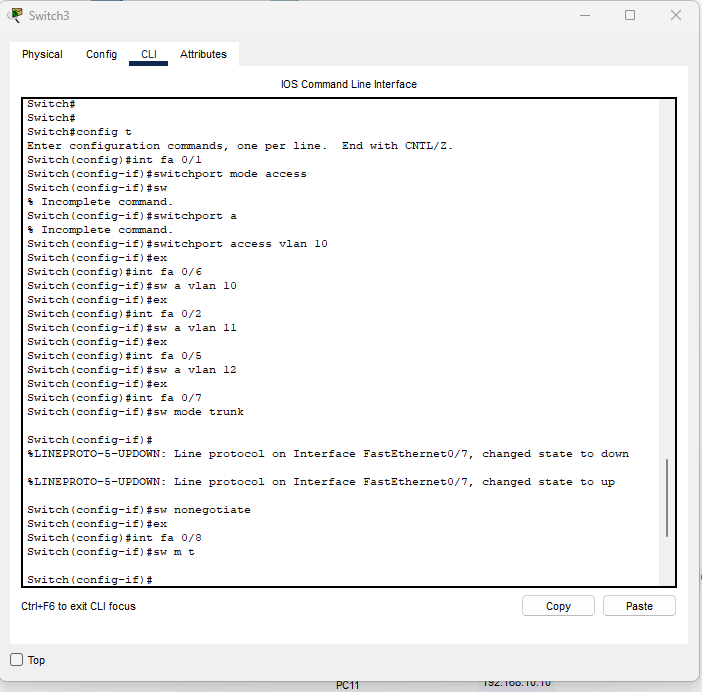 Switch3
Physical Config CLI Attributes
IOS Command Line Interface
Switch#
Switch#
Switch#config t
Enter configuration commands, one per line.  End with CNTL/Z.
Switch(config)#int fa 0/1
Switch(config-if)#switchport mode access
Switch(config-if)#sw
% Incomplete command.
Switch(config-if)#switchport a
% Incomplete command.
Switch(config-if)#switchport access vlan 10
Switch(config-if)#ex
Switch(config)#int fa 0/6
Switch(config-if)#sw a vlan 10
Switch(config-if)#ex
Switch(config)#int fa 0/2
Switch(config-if)#sw a vlan 11
Switch(config-if)#ex
Switch(config)#int fa 0/5
Switch(config-if)#sw a vlan 12
Switch(config-if)#ex
Switch(config)#int fa 0/7
Switch(config-if)#sw mode trunk
Switch(config-if)#
%LINEPROTO-5-UPDOWN: Line protocol on Interface FastEthernet0/7, changed state to down
%LINEPROTO-5-UPDOWN: Line protocol on Interface FastEthernet0/7, changed state to up
Switch(config-if)#sw nonegotiate
Switch(config-if)#ex
Switch(config)#int fa 0/8
Switch(config-if)#sw m t
Switch(config-if)#
Ctrl+F6 to exit CLI focus
Copy Paste
Top
PC11 192.168.10.10